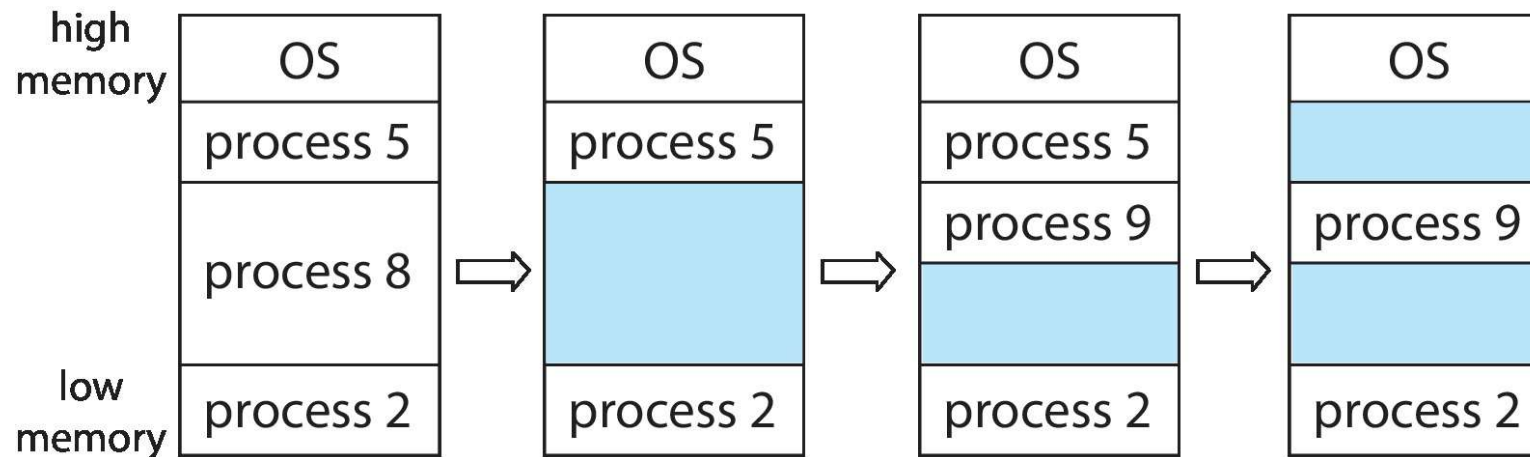 high
memory
OS
process 5
process 8
low
memory
process 2
OS
process 5
process 2
OS
process 5
process 9
process 2
OS
process 9
process 2